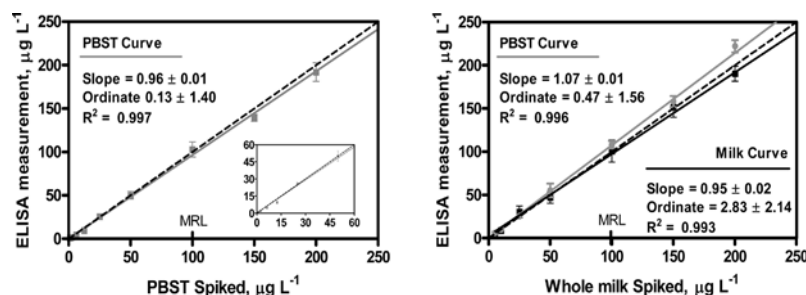 ELISA measurement, µg L⁻¹
250
200
150
100
50
0
PBST Curve
Slope = 0.96 ± 0.01
Ordinate 0.13 ± 1.40
R² = 0.997
60
45
30
15
0
0 15 30 45 60
MRL
0 50 100 150 200 250
PBST Spiked, µg L⁻¹
ELISA measurement, µg L⁻¹
250
200
150
100
50
0
PBST Curve
Slope = 1.07 ± 0.01
Ordinate = 0.47 ± 1.56
R² = 0.996
Milk Curve
Slope = 0.95 ± 0.02
Ordinate = 2.83 ± 2.14
R² = 0.993
MRL
0 50 100 150 200 250
Whole milk Spiked, µg L⁻¹